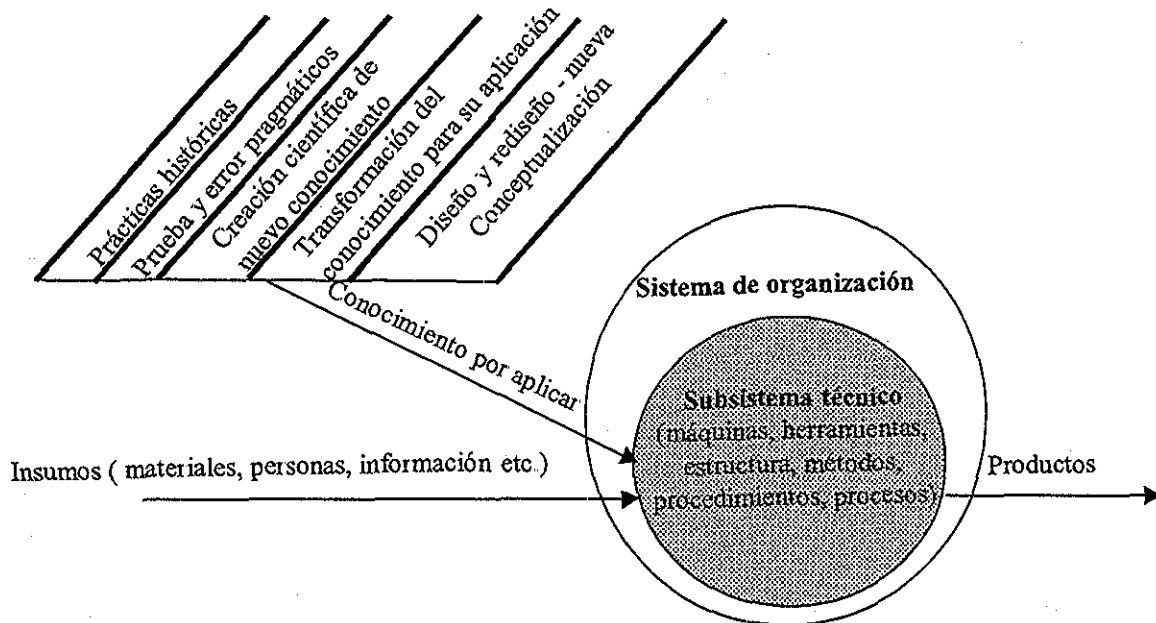 Prácticas históricas
Prueba y error pragmáticos
Creación científica de
nuevo conocimiento
Transformación del
conocimiento para su aplicación
Diseño y rediseño - nueva
Conceptualización
Conocimiento por aplicar
Sistema de organización
Subsistema técnico
(máquinas, herramientas,
estructura, métodos,
procedimientos, procesos)
Insumos ( materiales, personas, información etc.)
Productos